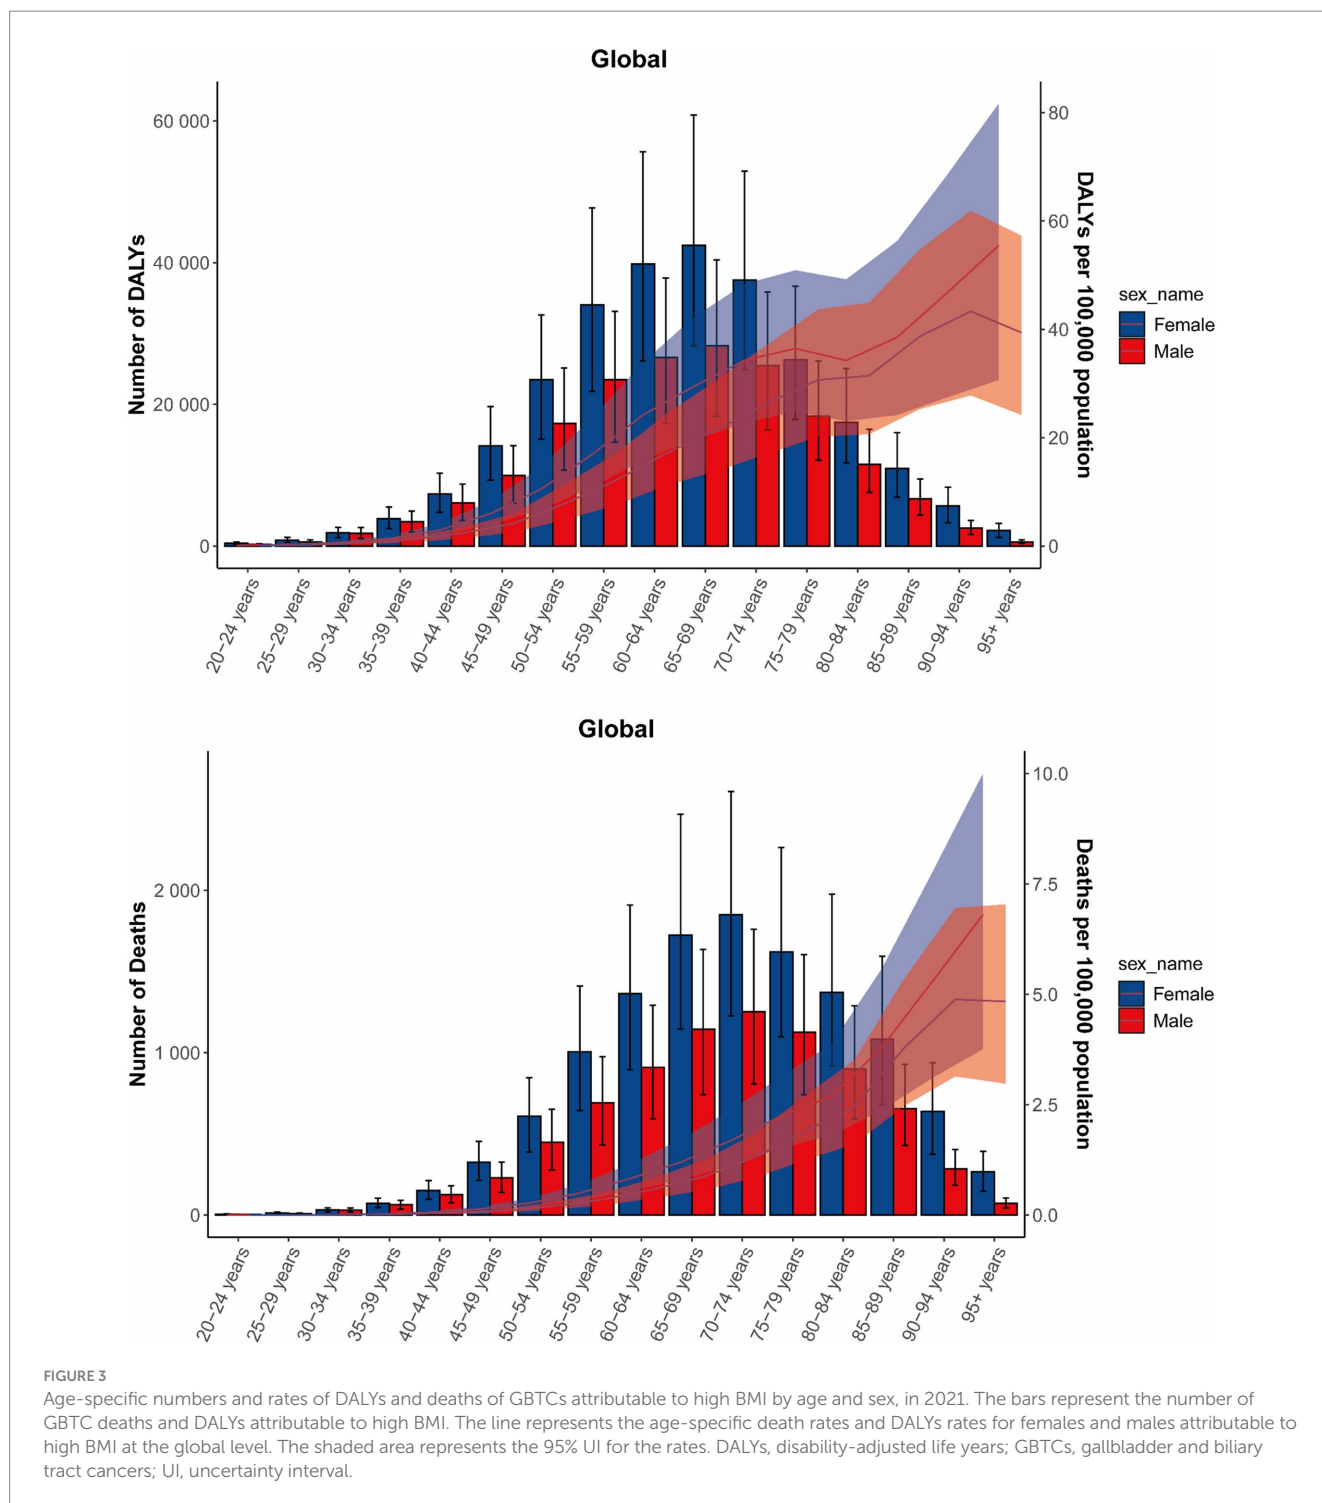 Global
60 000
40 000
20 000
0
Number of DALYs
80
60
40
20
0
DALYs per 100,000 population
sex_name
Female
Male
20−24 years
25−29 years
30−34 years
35−39 years
40−44 years
45−49 years
50−54 years
55−59 years
60−64 years
65−69 years
70−74 years
75−79 years
80−84 years
85−89 years
90−94 years
95+ years
Global
2 000
1 000
0
Number of Deaths
10.0
7.5
5.0
2.5
0.0
Deaths per 100,000 population
sex_name
Female
Male
20−24 years
25−29 years
30−34 years
35−39 years
40−44 years
45−49 years
50−54 years
55−59 years
60−64 years
65−69 years
70−74 years
75−79 years
80−84 years
85−89 years
90−94 years
95+ years
FIGURE 3
Age-specific numbers and rates of DALYs and deaths of GBTCs attributable to high BMI by age and sex, in 2021. The bars represent the number of
GBTC deaths and DALYs attributable to high BMI. The line represents the age-specific death rates and DALYs rates for females and males attributable to
high BMI at the global level. The shaded area represents the 95% UI for the rates. DALYs, disability-adjusted life years; GBTCs, gallbladder and biliary
tract cancers; UI, uncertainty interval.